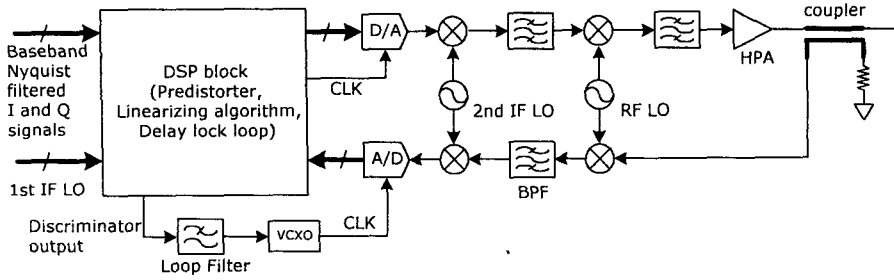 Baseband
Nyquist
filtered
I and Q
signals
1st IF LO
DSP block
(Predistorter,
Linearizing algorithm,
Delay lock loop)
D/A
CLK
2nd IF LO
RF LO
HPA
coupler
A/D
BPF
Discriminator
output
Loop Filter
VCXO
CLK